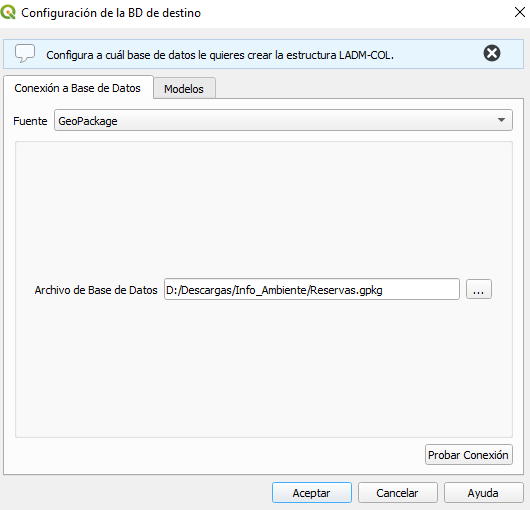 Configuración de la BD de destino
Configura a cuál base de datos le quieres crear la estructura LADM-COL.
Conexión a Base de Datos
Modelos
Fuente
GeoPackage
Archivo de Base de Datos
D:/Descargas/Info_Ambiente/Reservas.gpkg
...
Probar Conexión
Aceptar
Cancelar
Ayuda